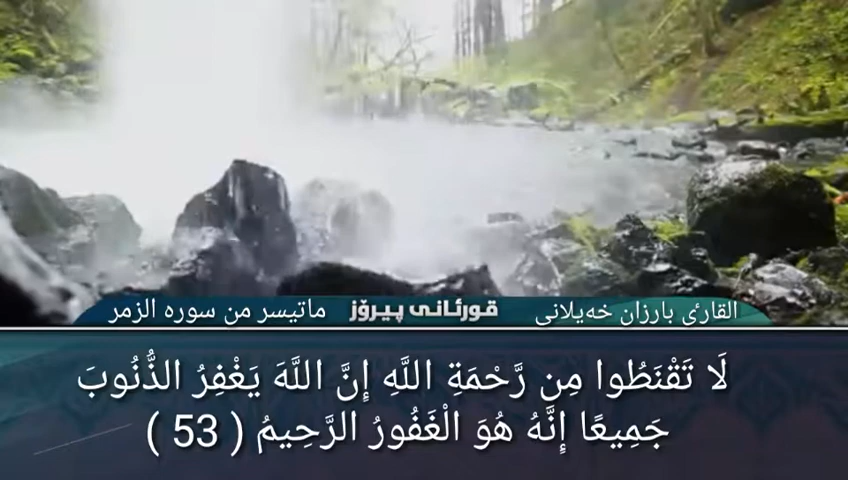 القارئ بارزان خەیلانی قورئانی پیرۆز ماتیسر من سوره الزمر
لَا تَقْنَطُوا مِن رَّحْمَةِ اللَّهِ إِنَّ اللَّهَ يَغْفِرُ الذُّنُوبَ
جَمِيعًا إِنَّهُ هُوَ الْغَفُورُ الرَّحِيمُ ( 53 )